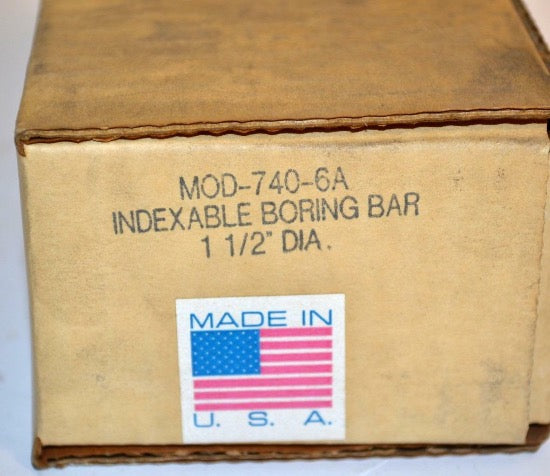 MOD-740-6A
INDEXABLE BORING BAR
1 1/2" DIA.
MADE IN
U. S. A.